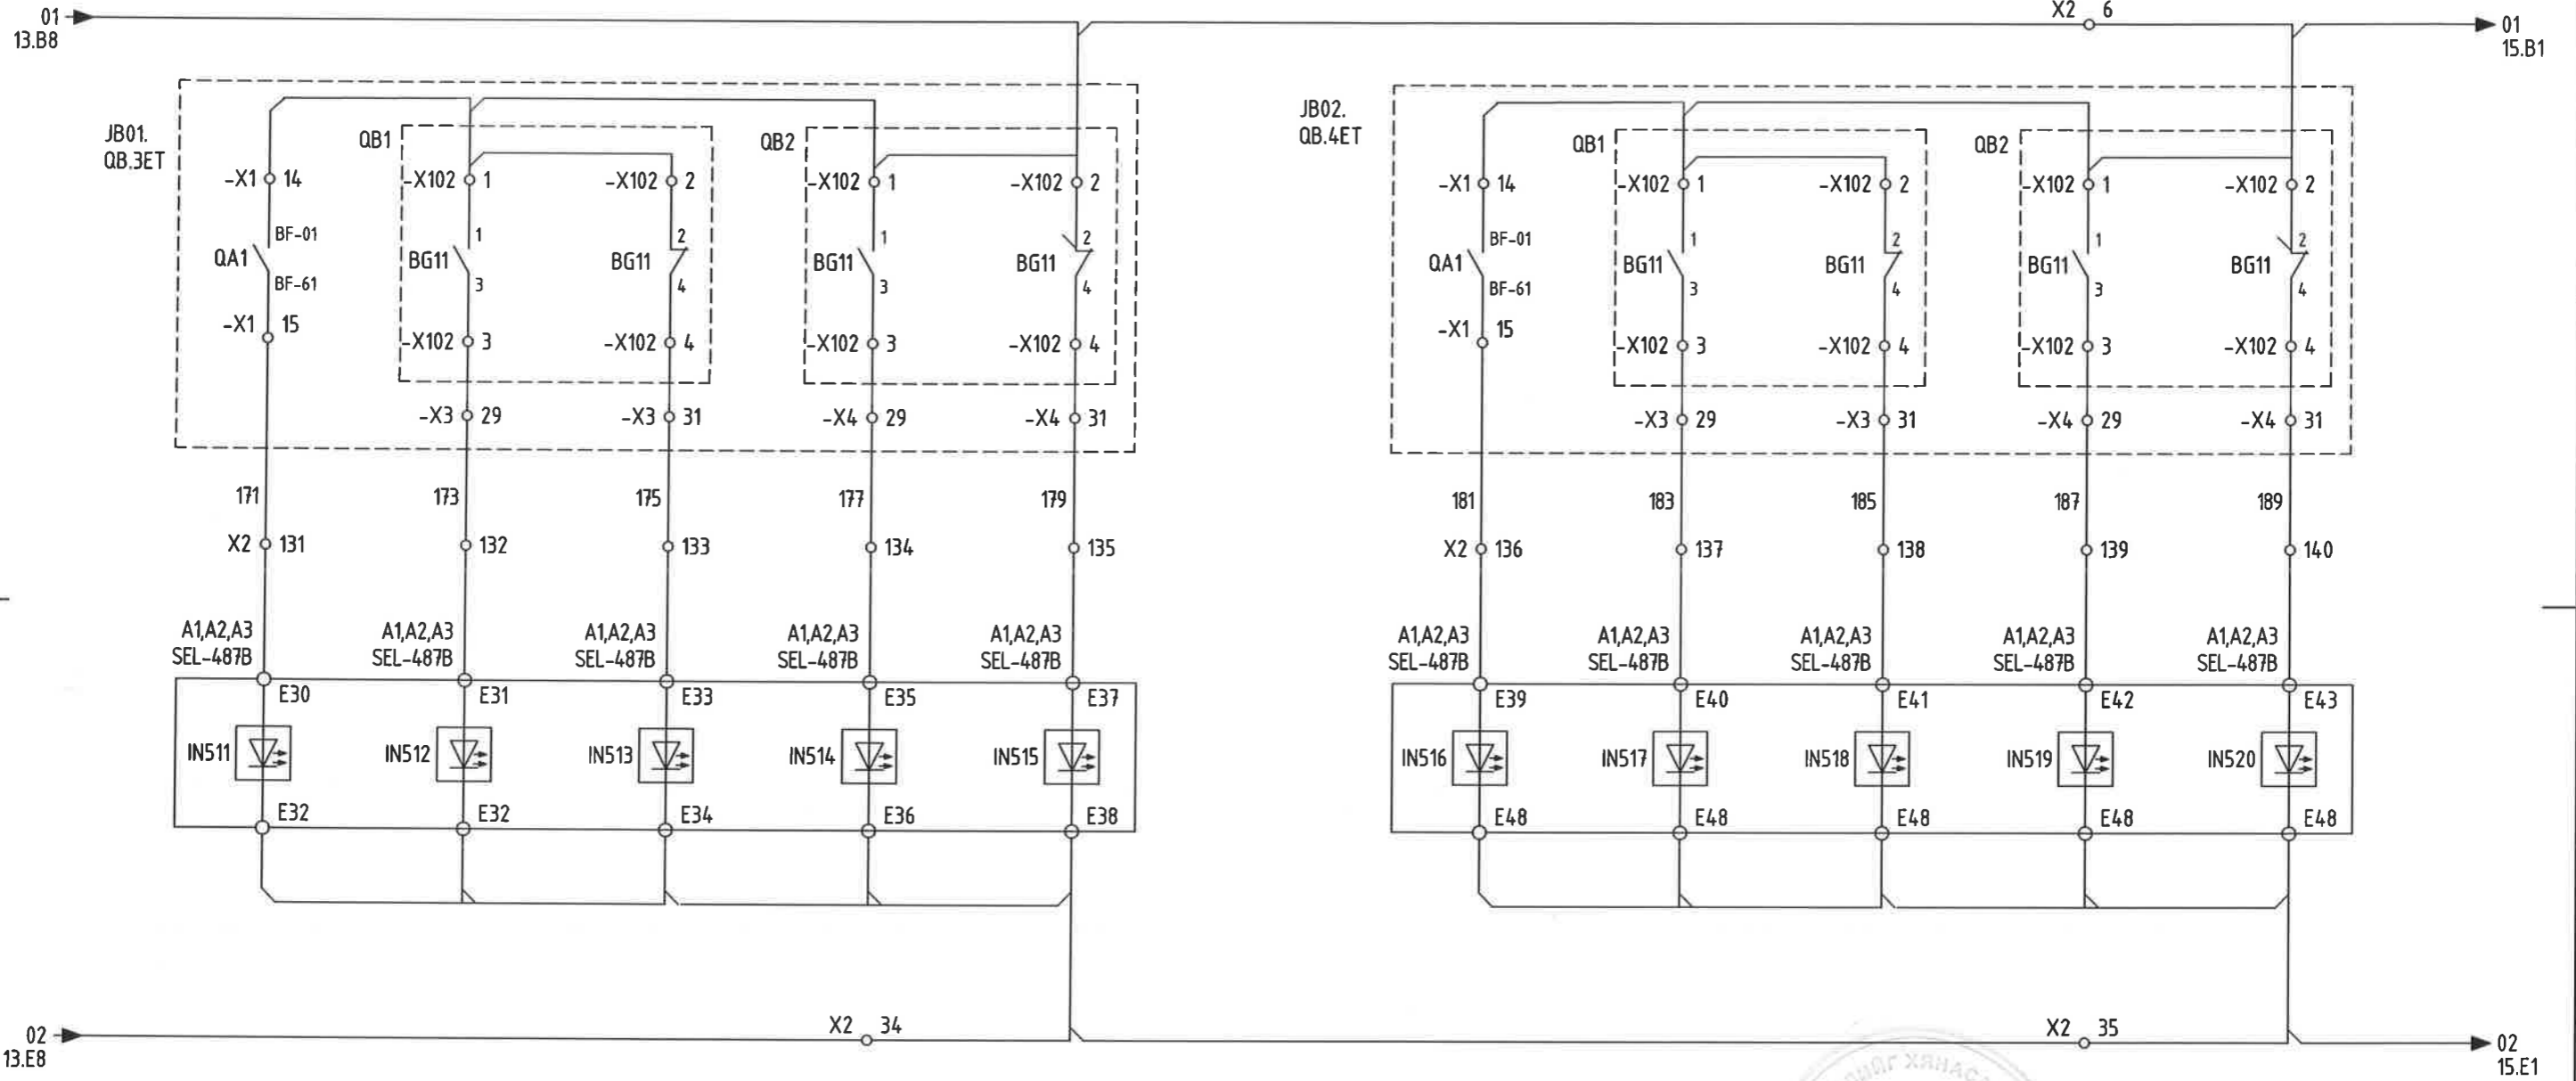 01
13.B8
X2 6
01
15.B1
JB01.
QB.3ET
QB1
QB2
-X1 14
-X102 1
-X102 2
-X102 1
-X102 2
BF-01
QA1
BF-61
1
BG11
3
2
BG11
4
1
BG11
3
2
BG11
4
-X1 15
-X102 3
-X102 4
-X102 3
-X102 4
-X3 29
-X3 31
-X4 29
-X4 31
171
173
175
177
179
X2 131
132
133
134
135
A1,A2,A3
SEL-487B
A1,A2,A3
SEL-487B
A1,A2,A3
SEL-487B
A1,A2,A3
SEL-487B
A1,A2,A3
SEL-487B
E30
E31
E33
E35
E37
IN511
IN512
IN513
IN514
IN515
E32
E32
E34
E36
E38
JB02.
QB.4ET
QB1
QB2
-X1 14
-X102 1
-X102 2
-X102 1
-X102 2
BF-01
QA1
BF-61
1
BG11
3
2
BG11
4
1
BG11
3
2
BG11
4
-X1 15
-X102 3
-X102 4
-X102 3
-X102 4
-X3 29
-X3 31
-X4 29
-X4 31
181
183
185
187
189
X2 136
137
138
139
140
A1,A2,A3
SEL-487B
A1,A2,A3
SEL-487B
A1,A2,A3
SEL-487B
A1,A2,A3
SEL-487B
A1,A2,A3
SEL-487B
E39
E40
E41
E42
E43
IN516
IN517
IN518
IN519
IN520
E48
E48
E48
E48
E48
02
13.E8
X2 34
X2 35
02
15.E1